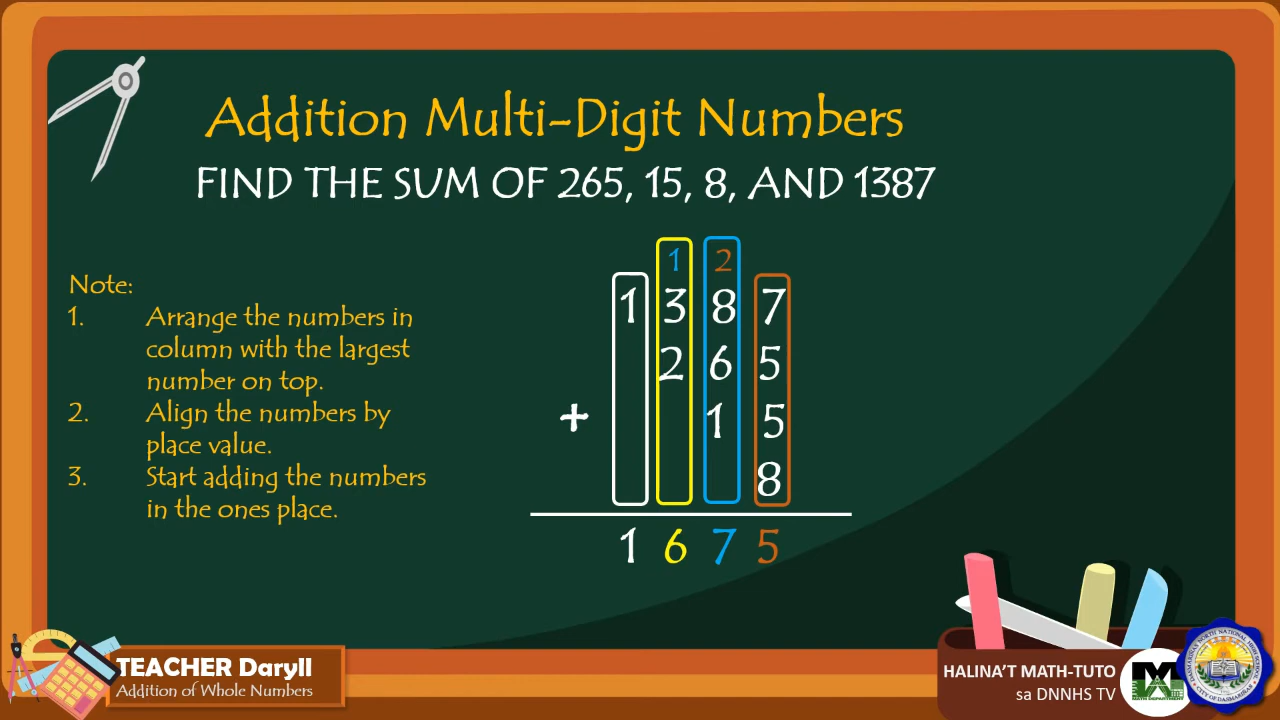 Addition Multi-Digit Numbers
FIND THE SUM OF 265, 15, 8, AND 1387
Note:
1. Arrange the numbers in
column with the largest
number on top.
2. Align the numbers by
place value.
3. Start adding the numbers
in the ones place.
1 2
1 3 8 7
2 6 5
+ 1 5
8
1 6 7 5
TEACHER Daryll
Addition of Whole Numbers
HALINA'T MATH-TUTO
sa DNNHS TV
MATH DEPARTMENT